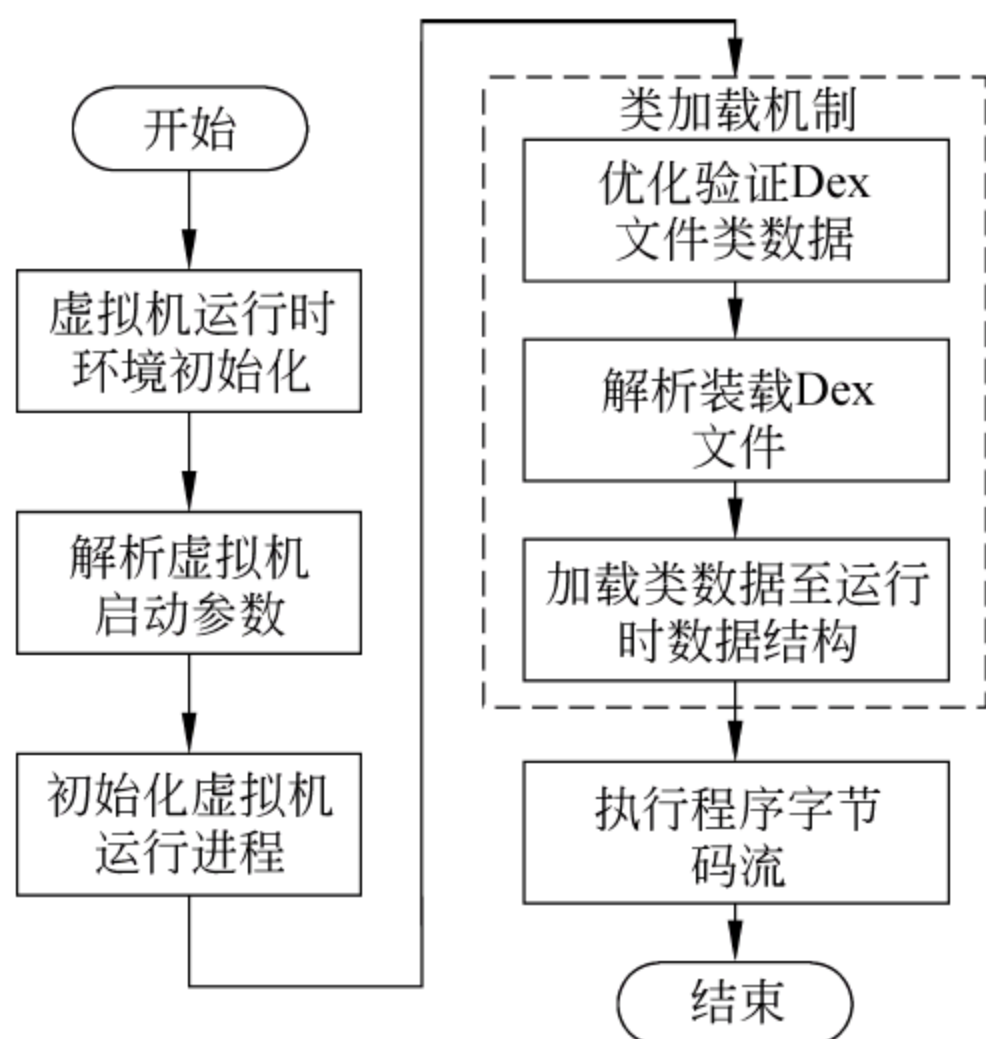 开始
虚拟机运行时
环境初始化
解析虚拟机
启动参数
初始化虚拟机
运行进程
类加载机制
优化验证Dex
文件类数据
解析装载Dex
文件
加载类数据至运行
时数据结构
执行程序字节
码流
结束